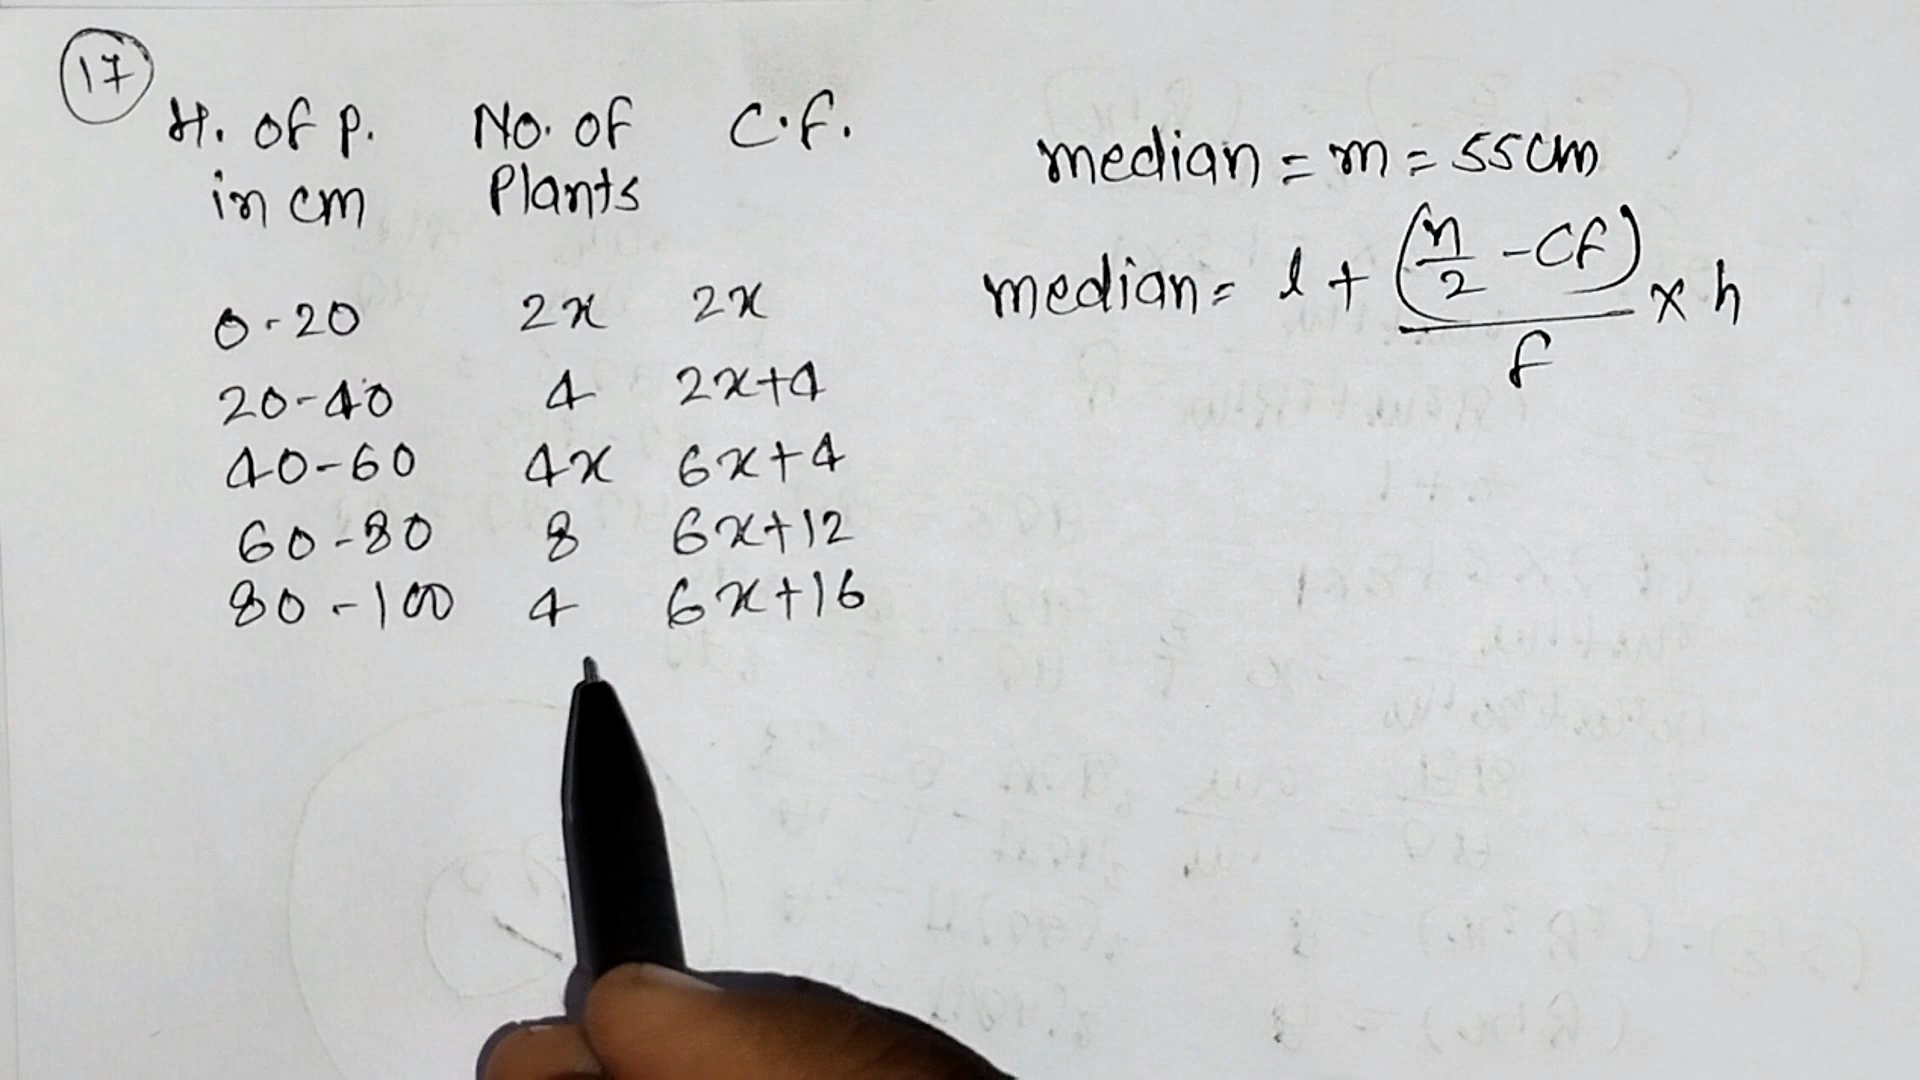 17
H. of p. No. of C.f.
in cm Plants
0-20 2x 2x
20-40 4 2x+4
40-60 4x 6x+4
60-80 8 6x+12
80-100 4 6x+16
median = m = 55cm
median = l + (n/2 - Cf)/f × h